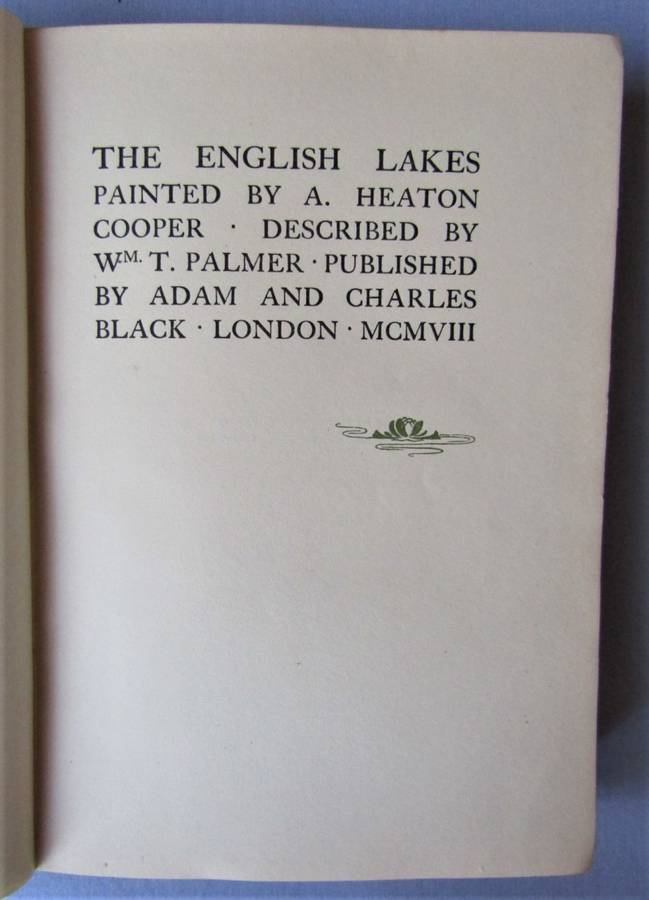 THE ENGLISH LAKES
PAINTED BY A. HEATON
COOPER · DESCRIBED BY
WM. T. PALMER · PUBLISHED
BY ADAM AND CHARLES
BLACK · LONDON · MCMVIII